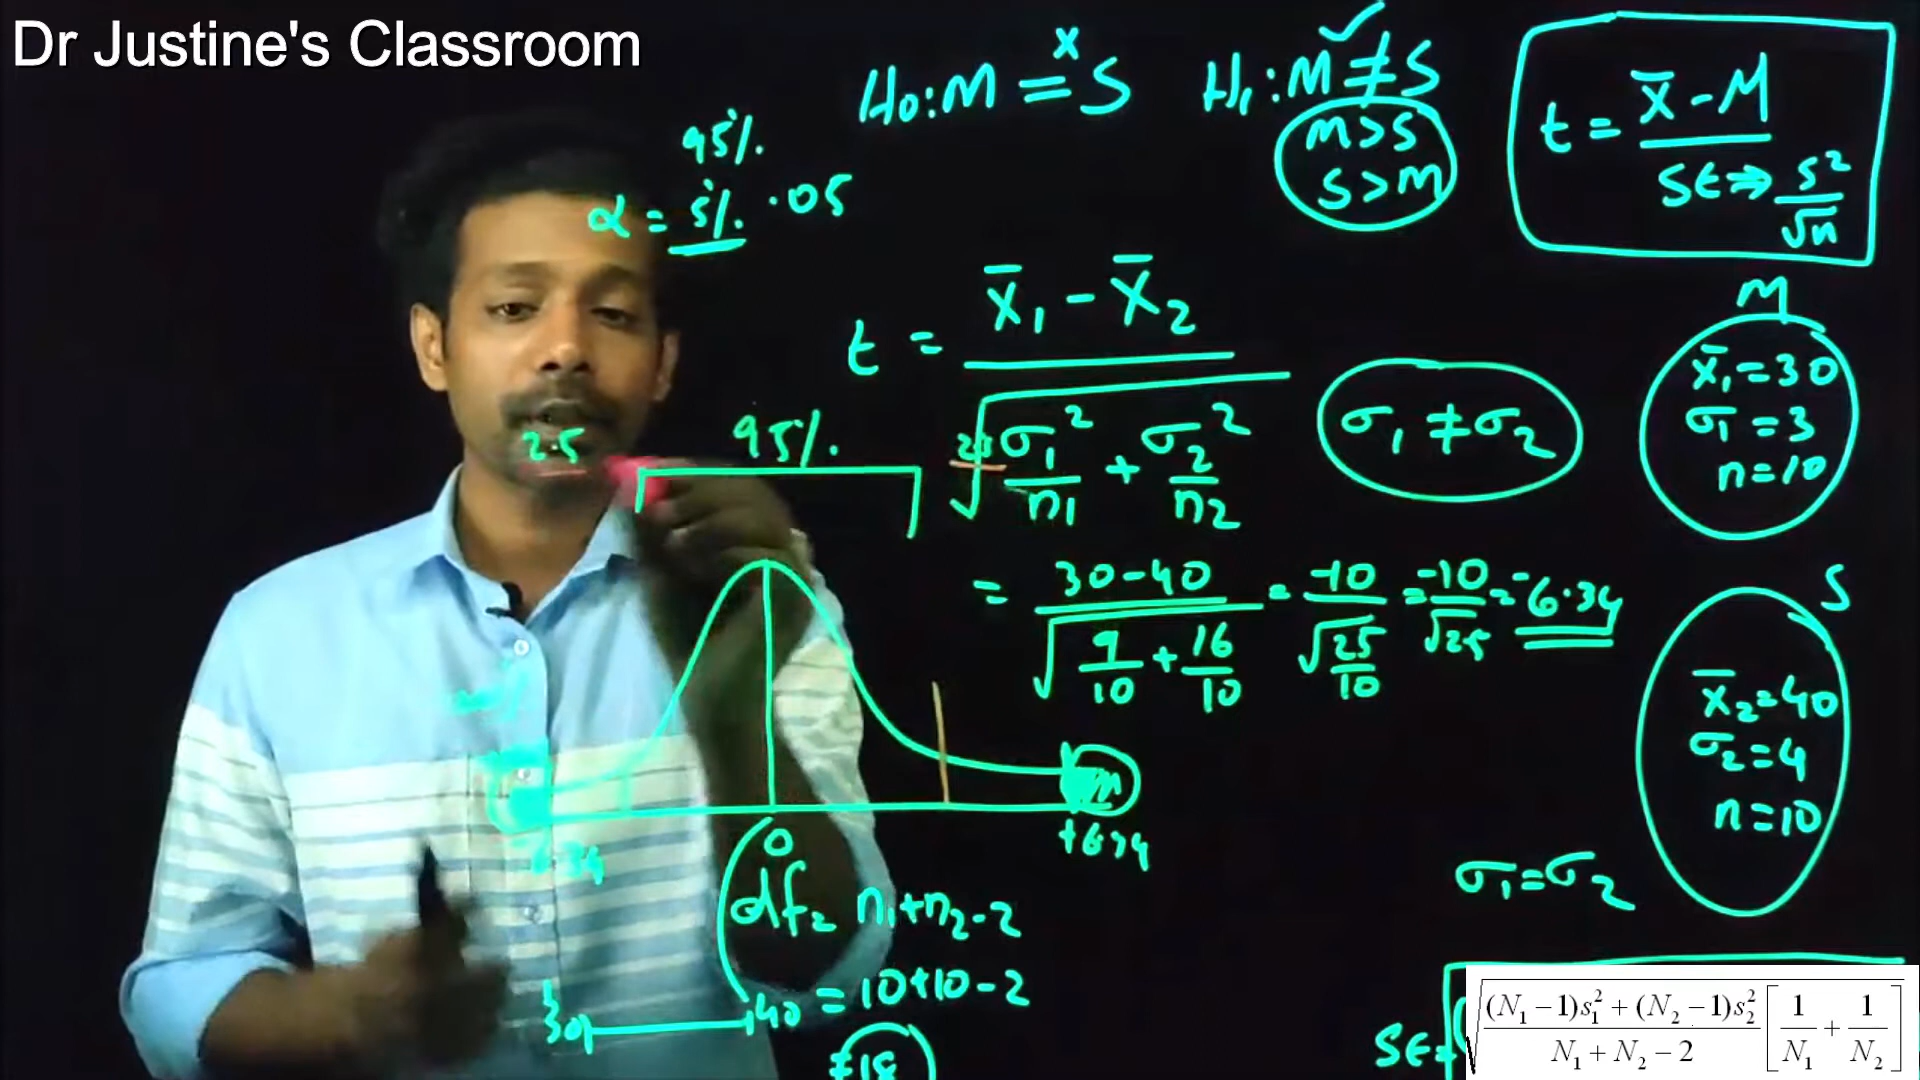 Dr Justine's Classroom
H₀: M = S
x
H₁: M ≠ S
✓
M>S
S>M
95%
α = 5% .05
t = (x̄ - M) / SE ⇒ s²/√n
t = (x̄₁ - x̄₂) / √(σ₁²/n₁ + σ₂²/n₂)
σ₁ ≠ σ₂
M
x̄₁ = 30
σ₁ = 3
n = 10
2.5
95%
= (30-40) / √(9/10 + 16/10) = -10/√(25/10) = -10/√2.5 = -6.34
S
x̄₂ = 40
σ₂ = 4
n = 10
0
-6.34
+6.34
df = n₁+n₂-2
30
40
= 10+10-2
= 18
σ₁ = σ₂
SE = √( ((N₁ − 1)s₁² + (N₂ − 1)s₂²) / (N₁ + N₂ − 2) [1/N₁ + 1/N₂] )